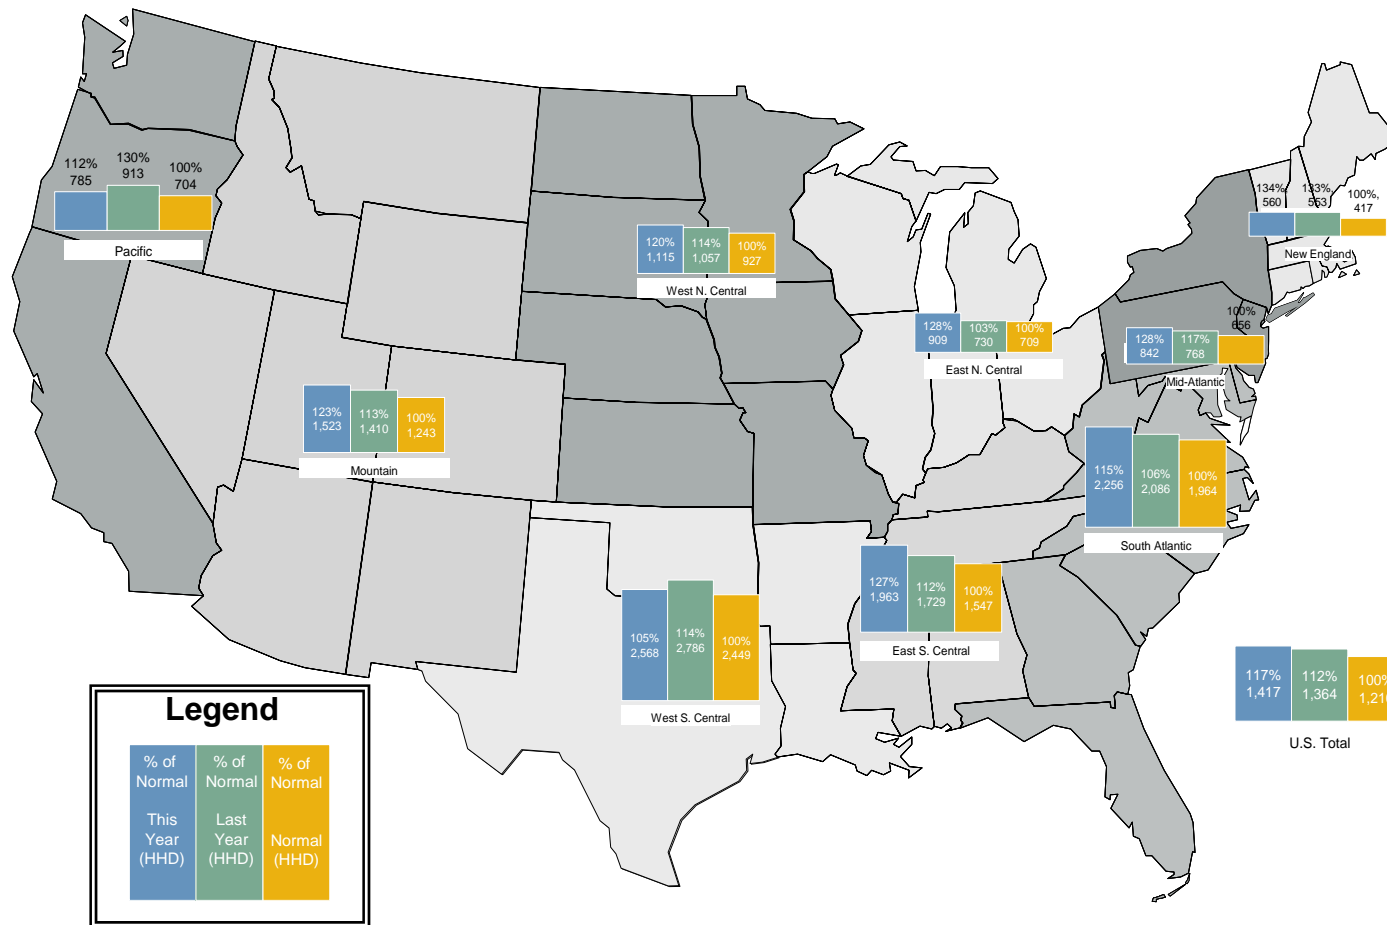 112%
785
130%
913
100%
704
Pacific
120%
1,115
114%
1,057
100%
927
West N. Central
134%,
560
133%,
553
100%,
417
New England
128%
909
103%
730
100%
709
East N. Central
128%
842
117%
768
100%
656
Mid-Atlantic
123%
1,523
113%
1,410
100%
1,243
Mountain
115%
2,256
106%
2,086
100%
1,964
South Atlantic
127%
1,963
112%
1,729
100%
1,547
East S. Central
105%
2,568
114%
2,786
100%
2,449
West S. Central
117%
1,417
112%
1,364
100%
U.S. Total
Legend
% of
Normal
This
Year
(HHD)
% of
Normal
Last
Year
(HHD)
% of
Normal
Normal
(HHD)